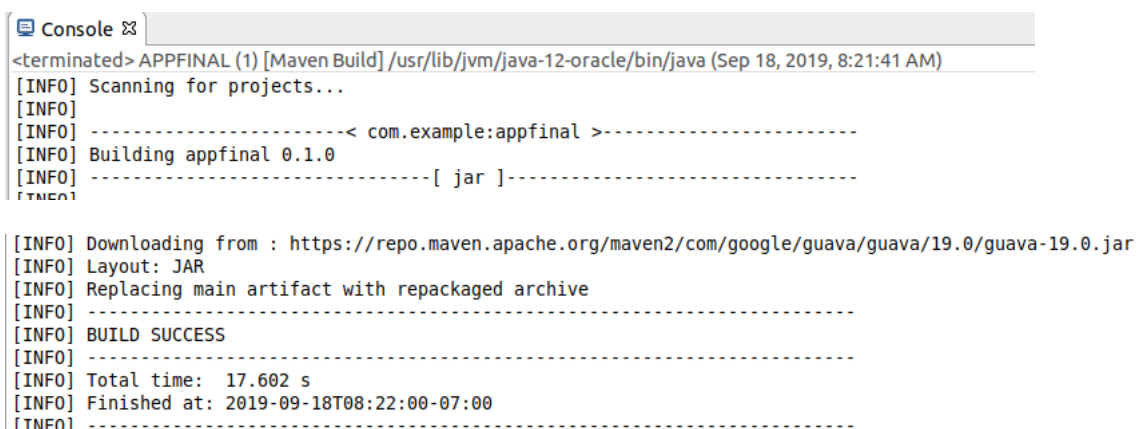 Console
<terminated> APPFINAL (1) [Maven Build] /usr/lib/jvm/java-12-oracle/bin/java (Sep 18, 2019, 8:21:41 AM)
[INFO] Scanning for projects...
[INFO]
[INFO] ------------------------< com.example:appfinal >------------------------
[INFO] Building appfinal 0.1.0
[INFO] --------------------------------[ jar ]---------------------------------
[INFO]
[INFO] Downloading from : https://repo.maven.apache.org/maven2/com/google/guava/guava/19.0/guava-19.0.jar
[INFO] Layout: JAR
[INFO] Replacing main artifact with repackaged archive
[INFO] ------------------------------------------------------------------------
[INFO] BUILD SUCCESS
[INFO] ------------------------------------------------------------------------
[INFO] Total time:  17.602 s
[INFO] Finished at: 2019-09-18T08:22:00-07:00
[INFO] ------------------------------------------------------------------------